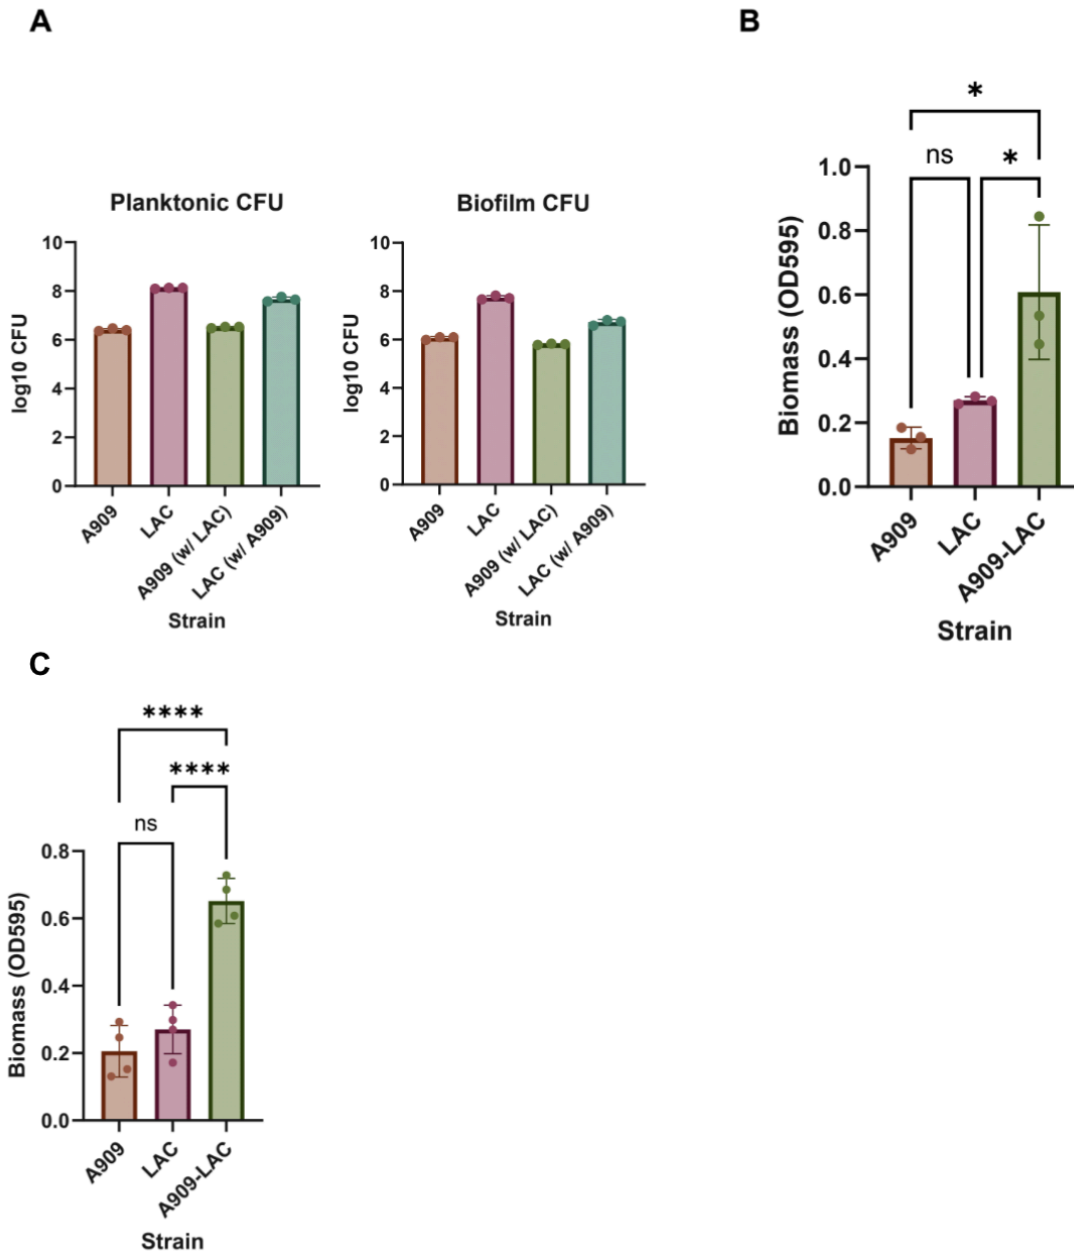 A
B
Planktonic CFU
Biofilm CFU
log10 CFU
10
8
6
4
2
0
A909
LAC
A909 (w/ LAC)
LAC (w/ A909)
Strain
log10 CFU
10
8
6
4
2
0
A909
LAC
A909 (w/ LAC)
LAC (w/ A909)
Strain
*
ns
*
Biomass (OD595)
1.0
0.8
0.6
0.4
0.2
0.0
A909
LAC
A909-LAC
Strain
C
****
****
ns
Biomass (OD595)
0.8
0.6
0.4
0.2
0.0
A909
LAC
A909-LAC
Strain